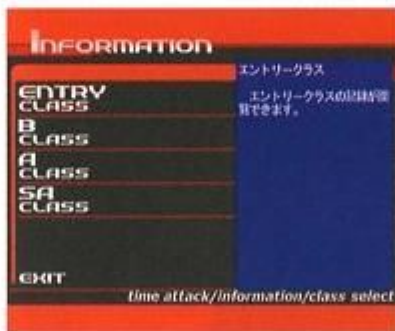 INFORMATION
エントリークラス
エントリークラスの記録が閲
覧できます。
ENTRY
CLASS
B
CLASS
A
CLASS
SA
CLASS
EXIT
time attack/information/class select